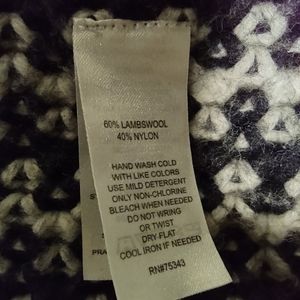 60% LAMBSWOOL
40% NYLON
HAND WASH COLD
WITH LIKE COLORS
USE MILD DETERGENT
ONLY NON-CHLORINE
BLEACH WHEN NEEDED
DO NOT WRING
OR TWIST
DRY FLAT
COOL IRON IF NEEDED
RN#75343